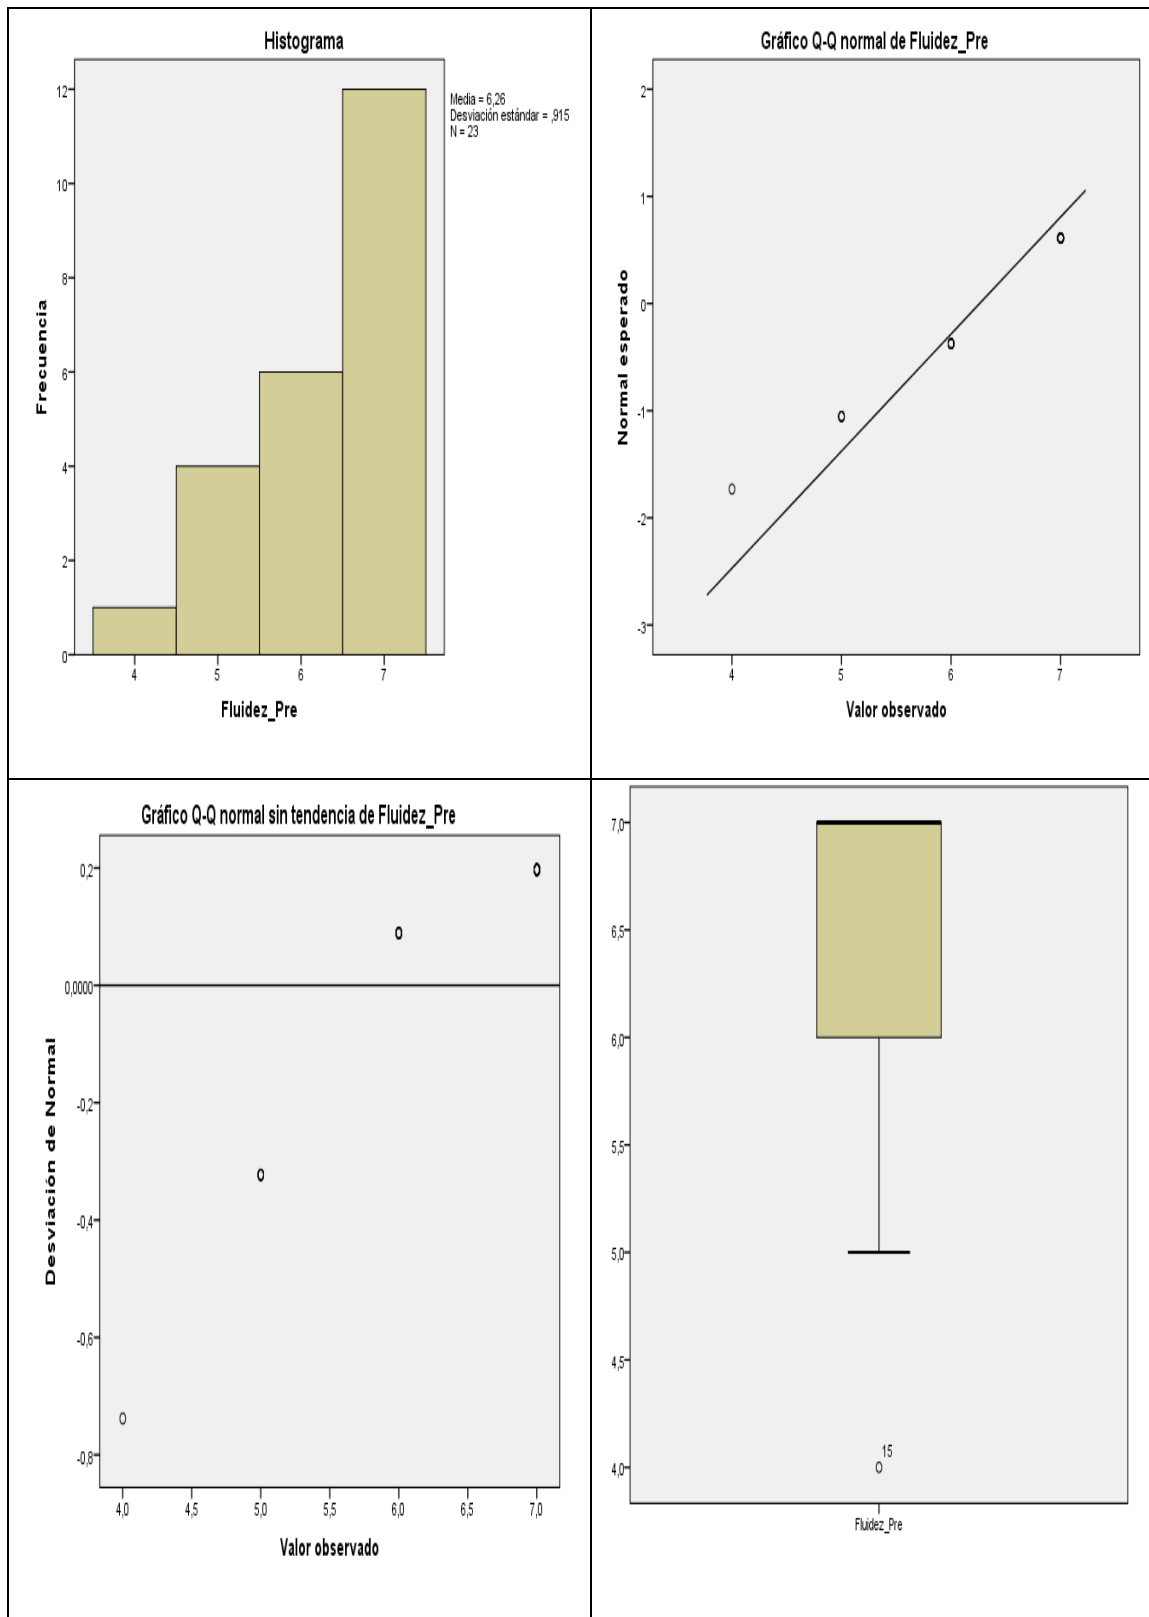 Histograma
Media = 6,26
Desviación estándar = ,915
N = 23
12
10
8
6
4
2
0
Frecuencia
4 5 6 7
Fluidez_Pre
Gráfico Q-Q normal de Fluidez_Pre
2
1
0
-1
-2
-3
Normal esperado
4 5 6 7
Valor observado
Gráfico Q-Q normal sin tendencia de Fluidez_Pre
0,2
0,0000
-0,2
-0,4
-0,6
-0,8
Desviación de Normal
4,0 4,5 5,0 5,5 6,0 6,5 7,0
Valor observado
7,0
6,5
6,0
5,5
5,0
4,5
4,0
15
Fluidez_Pre